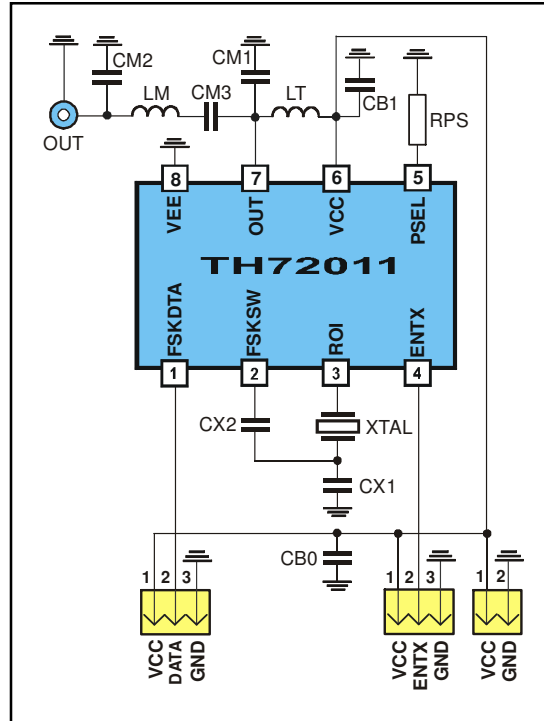 CM2
CM1
LM
CM3
LT
CB1
RPS
OUT
8
7
6
5
VEE
OUT
VCC
PSEL
TH72011
FSKDTA
FSKSW
ROI
ENTX
1
2
3
4
CX2
XTAL
CX1
CB0
1 2 3
1 2 3
1 2
VCC
DATA
GND
VCC
ENTX
GND
VCC
GND